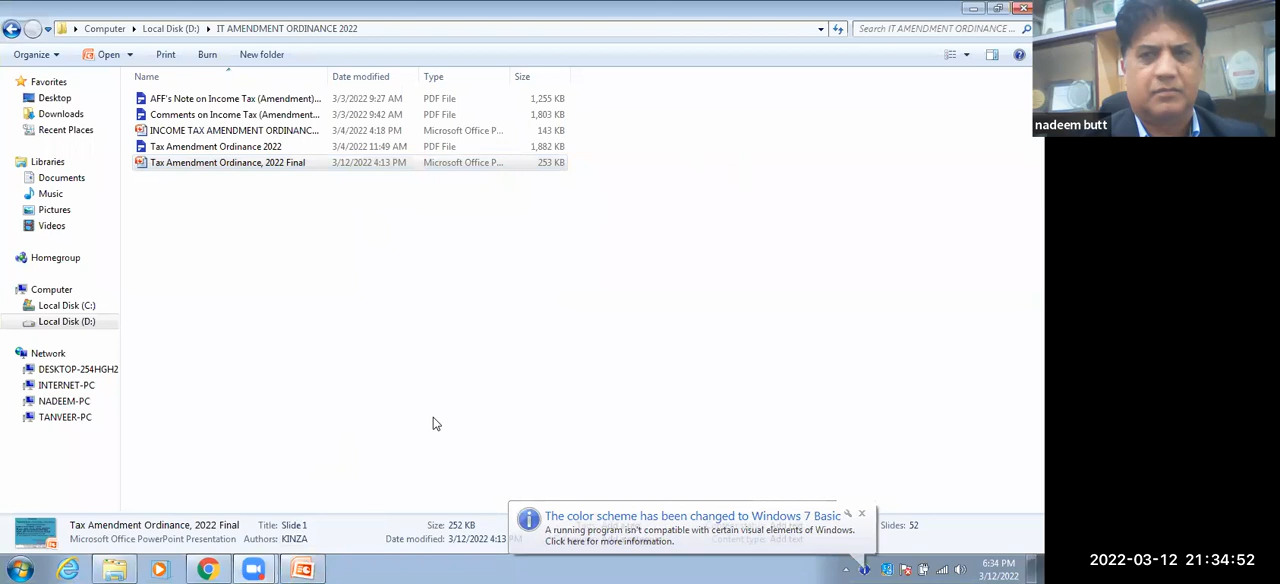 Computer Local Disk (D:) IT AMENDMENT ORDINANCE 2022 Search IT AMENDMENT ORDINANCE ...
Organize Open Print Burn New folder
Name Date modified Type Size
AFF's Note on Income Tax (Amendment)... 3/3/2022 9:27 AM PDF File 1,255 KB
Comments on Income Tax (Amendment... 3/3/2022 9:42 AM PDF File 1,803 KB
INCOME TAX AMENDMENT ORDINANC... 3/4/2022 4:18 PM Microsoft Office P... 143 KB
Tax Amendment Ordinance 2022 3/4/2022 11:49 AM PDF File 1,882 KB
Tax Amendment Ordinance, 2022 Final 3/12/2022 4:13 PM Microsoft Office P... 253 KB
Favorites
Desktop
Downloads
Recent Places
Libraries
Documents
Music
Pictures
Videos
Homegroup
Computer
Local Disk (C:)
Local Disk (D:)
Network
DESKTOP-254HGH2
INTERNET-PC
NADEEM-PC
TANVEER-PC
nadeem butt
The color scheme has been changed to Windows 7 Basic
A running program isn't compatible with certain visual elements of Windows.
Click here for more information.
Tax Amendment Ordinance, 2022 Final Title: Slide 1 Size: 252 KB Slides: 52
Microsoft Office PowerPoint Presentation Authors: KINZA Date modified: 3/12/2022 4:13 PM
6:34 PM
3/12/2022
2022-03-12 21:34:52